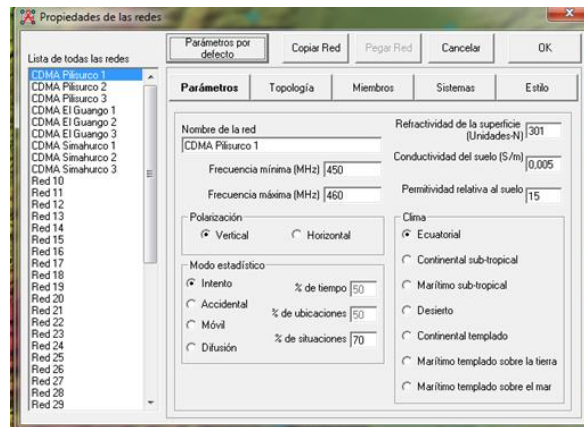 Propiedades de las redes
Lista de todas las redes
Parámetros por defecto
Copiar Red
Pegar Red
Cancelar
OK
CDMA Pilisurco 1
CDMA Pilisurco 2
CDMA Pilisurco 3
CDMA El Guango 1
CDMA El Guango 2
CDMA El Guango 3
CDMA Simahurco 1
CDMA Simahurco 2
CDMA Simahurco 3
Red 10
Red 11
Red 12
Red 13
Red 14
Red 15
Red 16
Red 17
Red 18
Red 19
Red 20
Red 21
Red 22
Red 23
Red 24
Red 25
Red 26
Red 27
Red 28
Red 29
Parámetros
Topología
Miembros
Sistemas
Estilo
Nombre de la red
CDMA Pilisurco 1
Frecuencia mínima (MHz) 450
Frecuencia máxima (MHz) 460
Polarización
Vertical
Horizontal
Modo estadístico
Intento
Accidental
Móvil
Difusión
% de tiempo 50
% de ubicaciones 50
% de situaciones 70
Refractividad de la superficie
(Unidades-N) 301
Conductividad del suelo (S/m) 0,005
Permitividad relativa al suelo 15
Clima
Ecuatorial
Continental sub-tropical
Marítimo sub-tropical
Desierto
Continental templado
Marítimo templado sobre la tierra
Marítimo templado sobre el mar